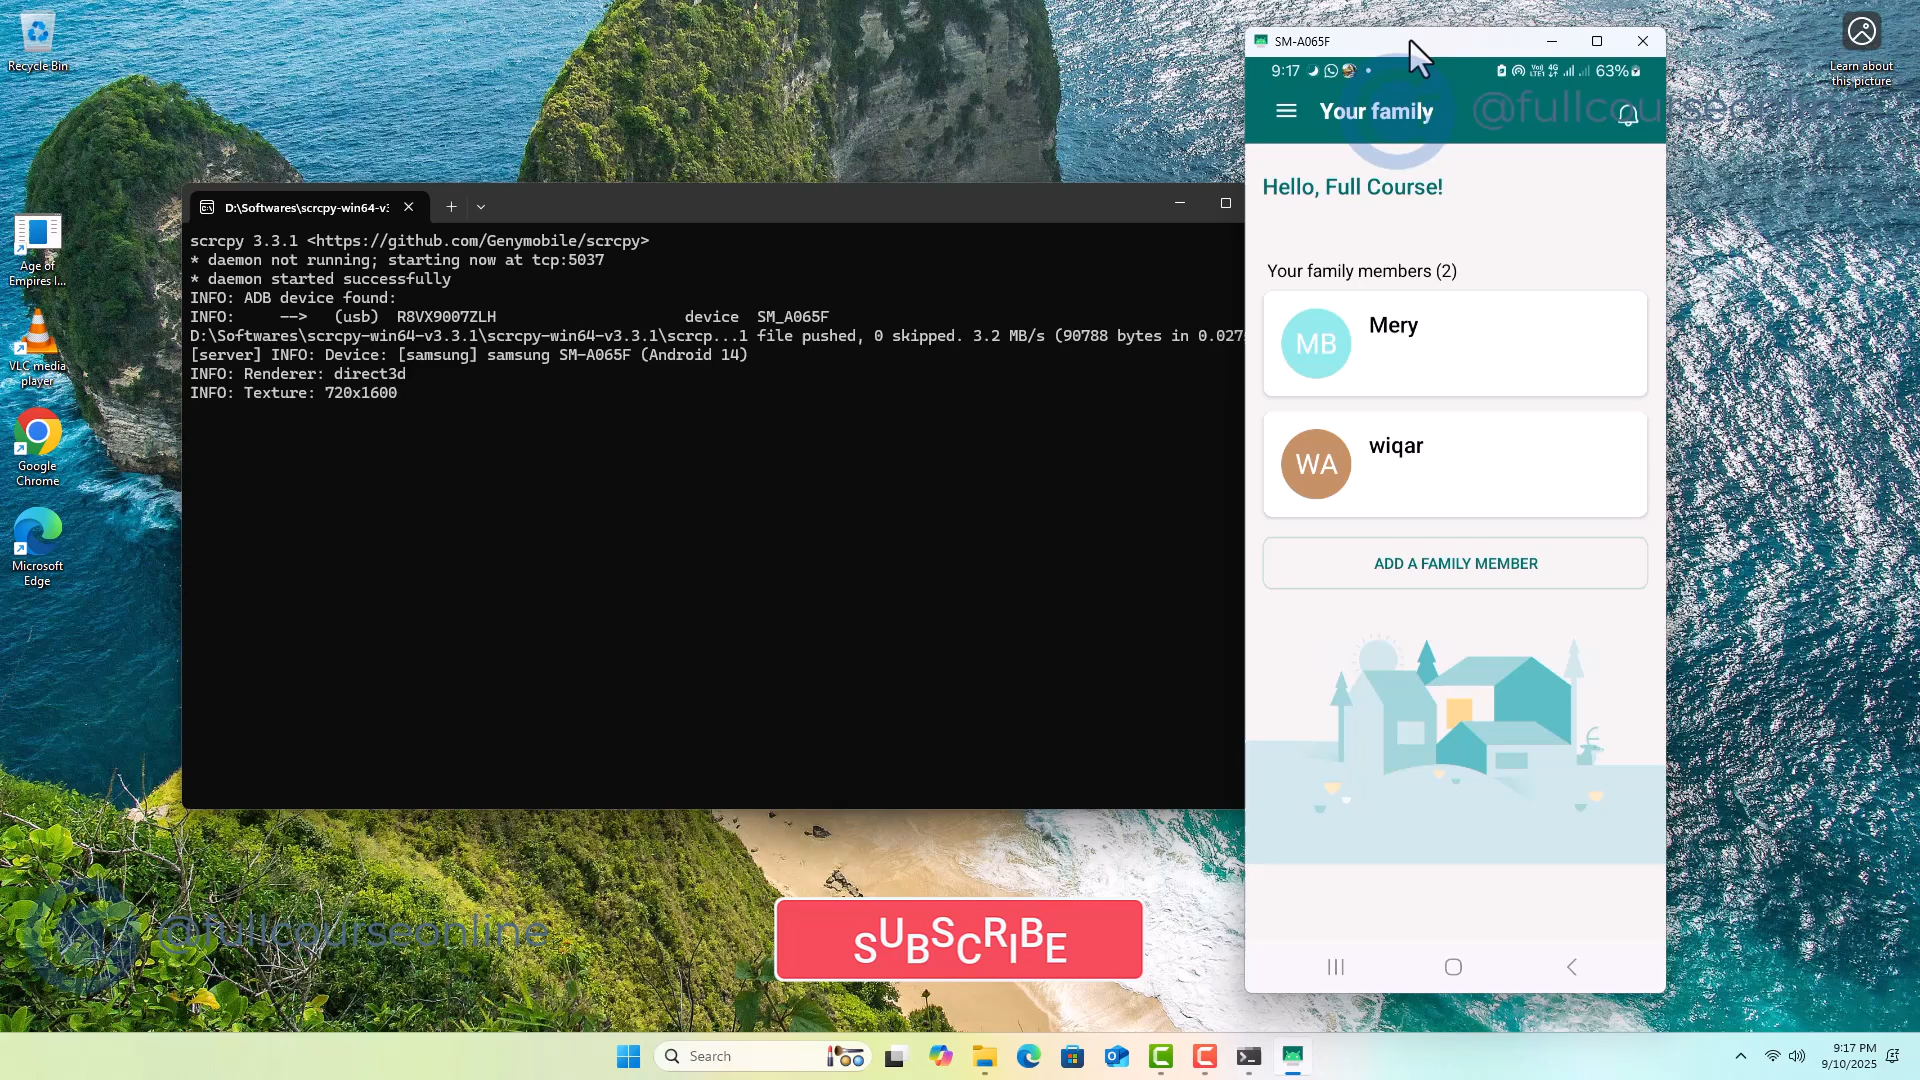 Recycle Bin
Age of
Empires I...
VLC media
player
Google
Chrome
Microsoft
Edge
Learn about
this picture
D:\Softwares\scrcpy-win64-v3
scrcpy 3.3.1 <https://github.com/Genymobile/scrcpy>
* daemon not running; starting now at tcp:5037
* daemon started successfully
INFO: ADB device found:
INFO:     -->   (usb)  R8VX9007ZLH                     device  SM_A065F
D:\Softwares\scrcpy-win64-v3.3.1\scrcpy-win64-v3.3.1\scrcp...1 file pushed, 0 skipped. 3.2 MB/s (90788 bytes in 0.027s
[server] INFO: Device: [samsung] samsung SM-A065F (Android 14)
INFO: Renderer: direct3d
INFO: Texture: 720x1600
SM-A065F
9:17
63%
Your family
@fullcourseonline
Hello, Full Course!
Your family members (2)
MB
Mery
WA
wiqar
ADD A FAMILY MEMBER
@fullcourseonline
SUBSCRIBE
Search
9:17 PM
9/10/2025